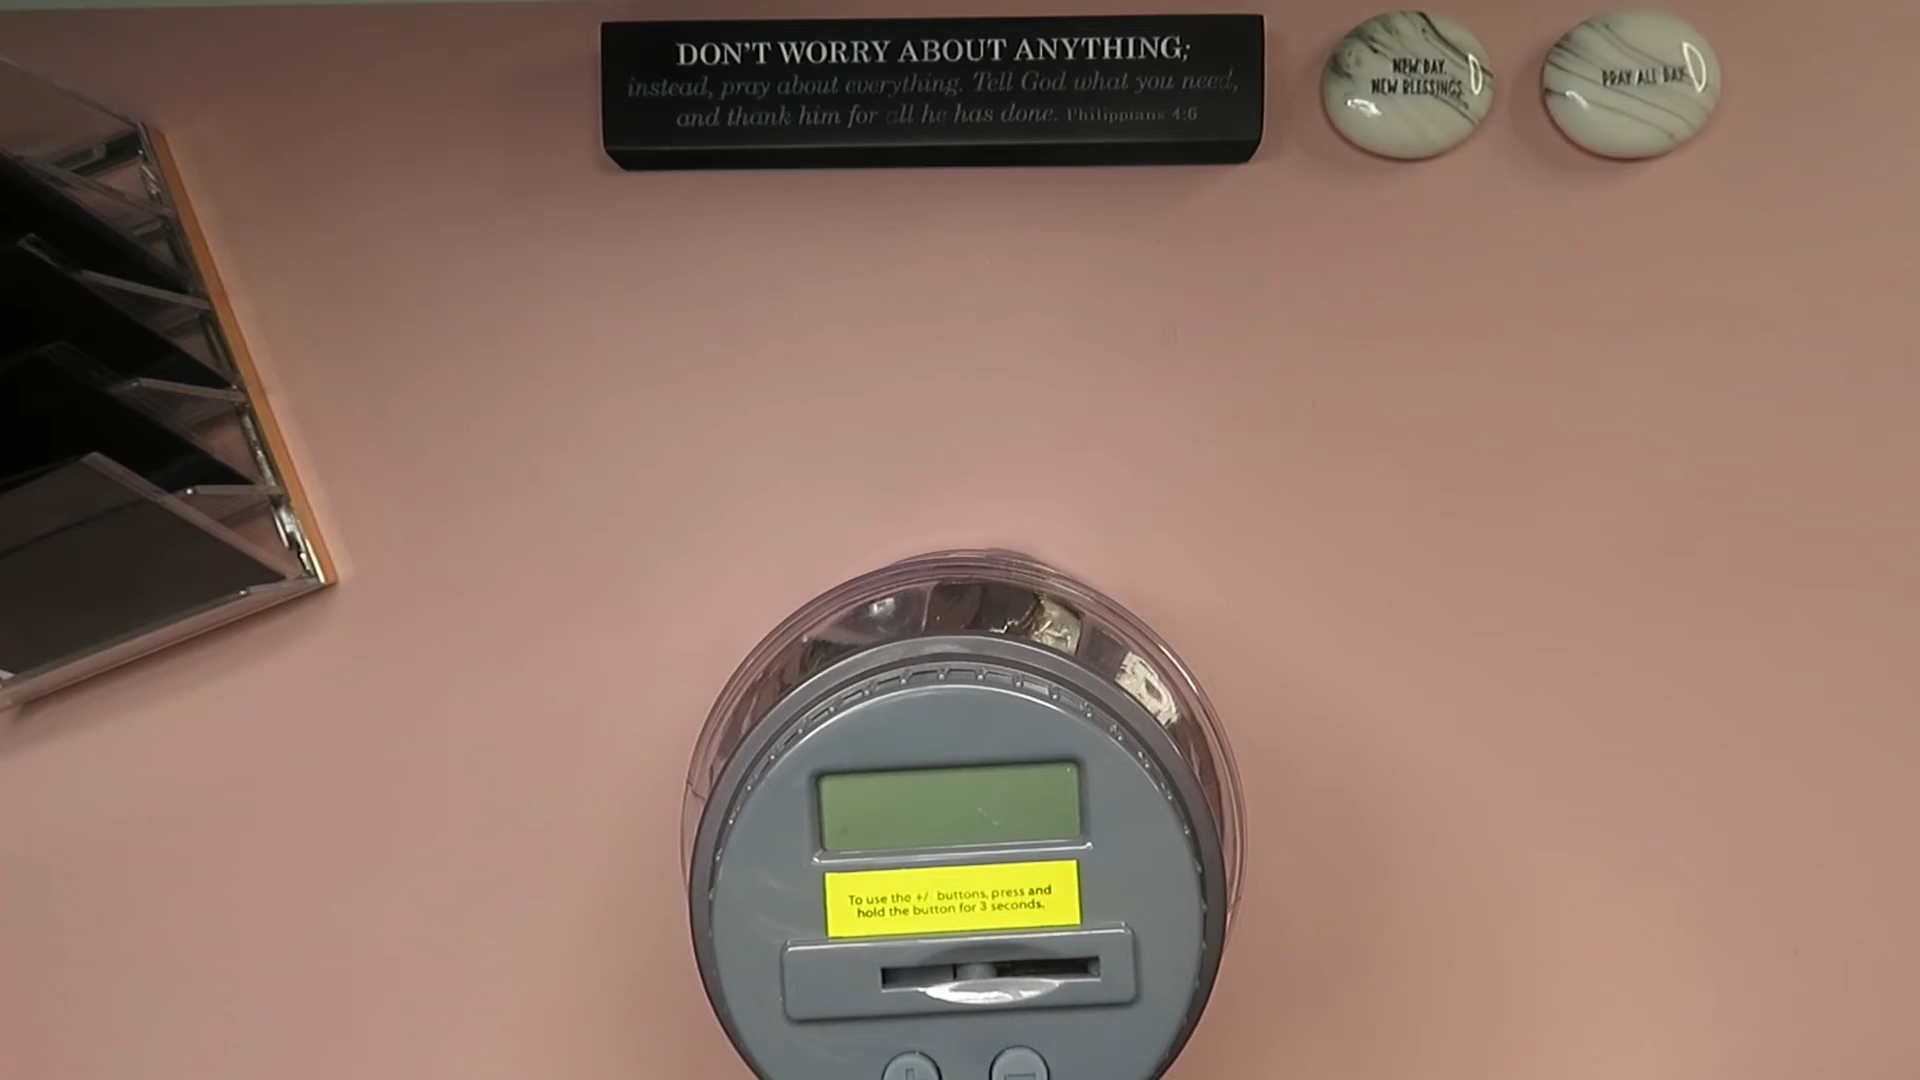 DON'T WORRY ABOUT ANYTHING;
instead, pray about everything. Tell God what you need,
and thank him for all he has done. Philippians 4:6
NEW DAY,
NEW BLESSINGS.
PRAY ALL DAY
To use the +/- buttons, press and
hold the button for 3 seconds.